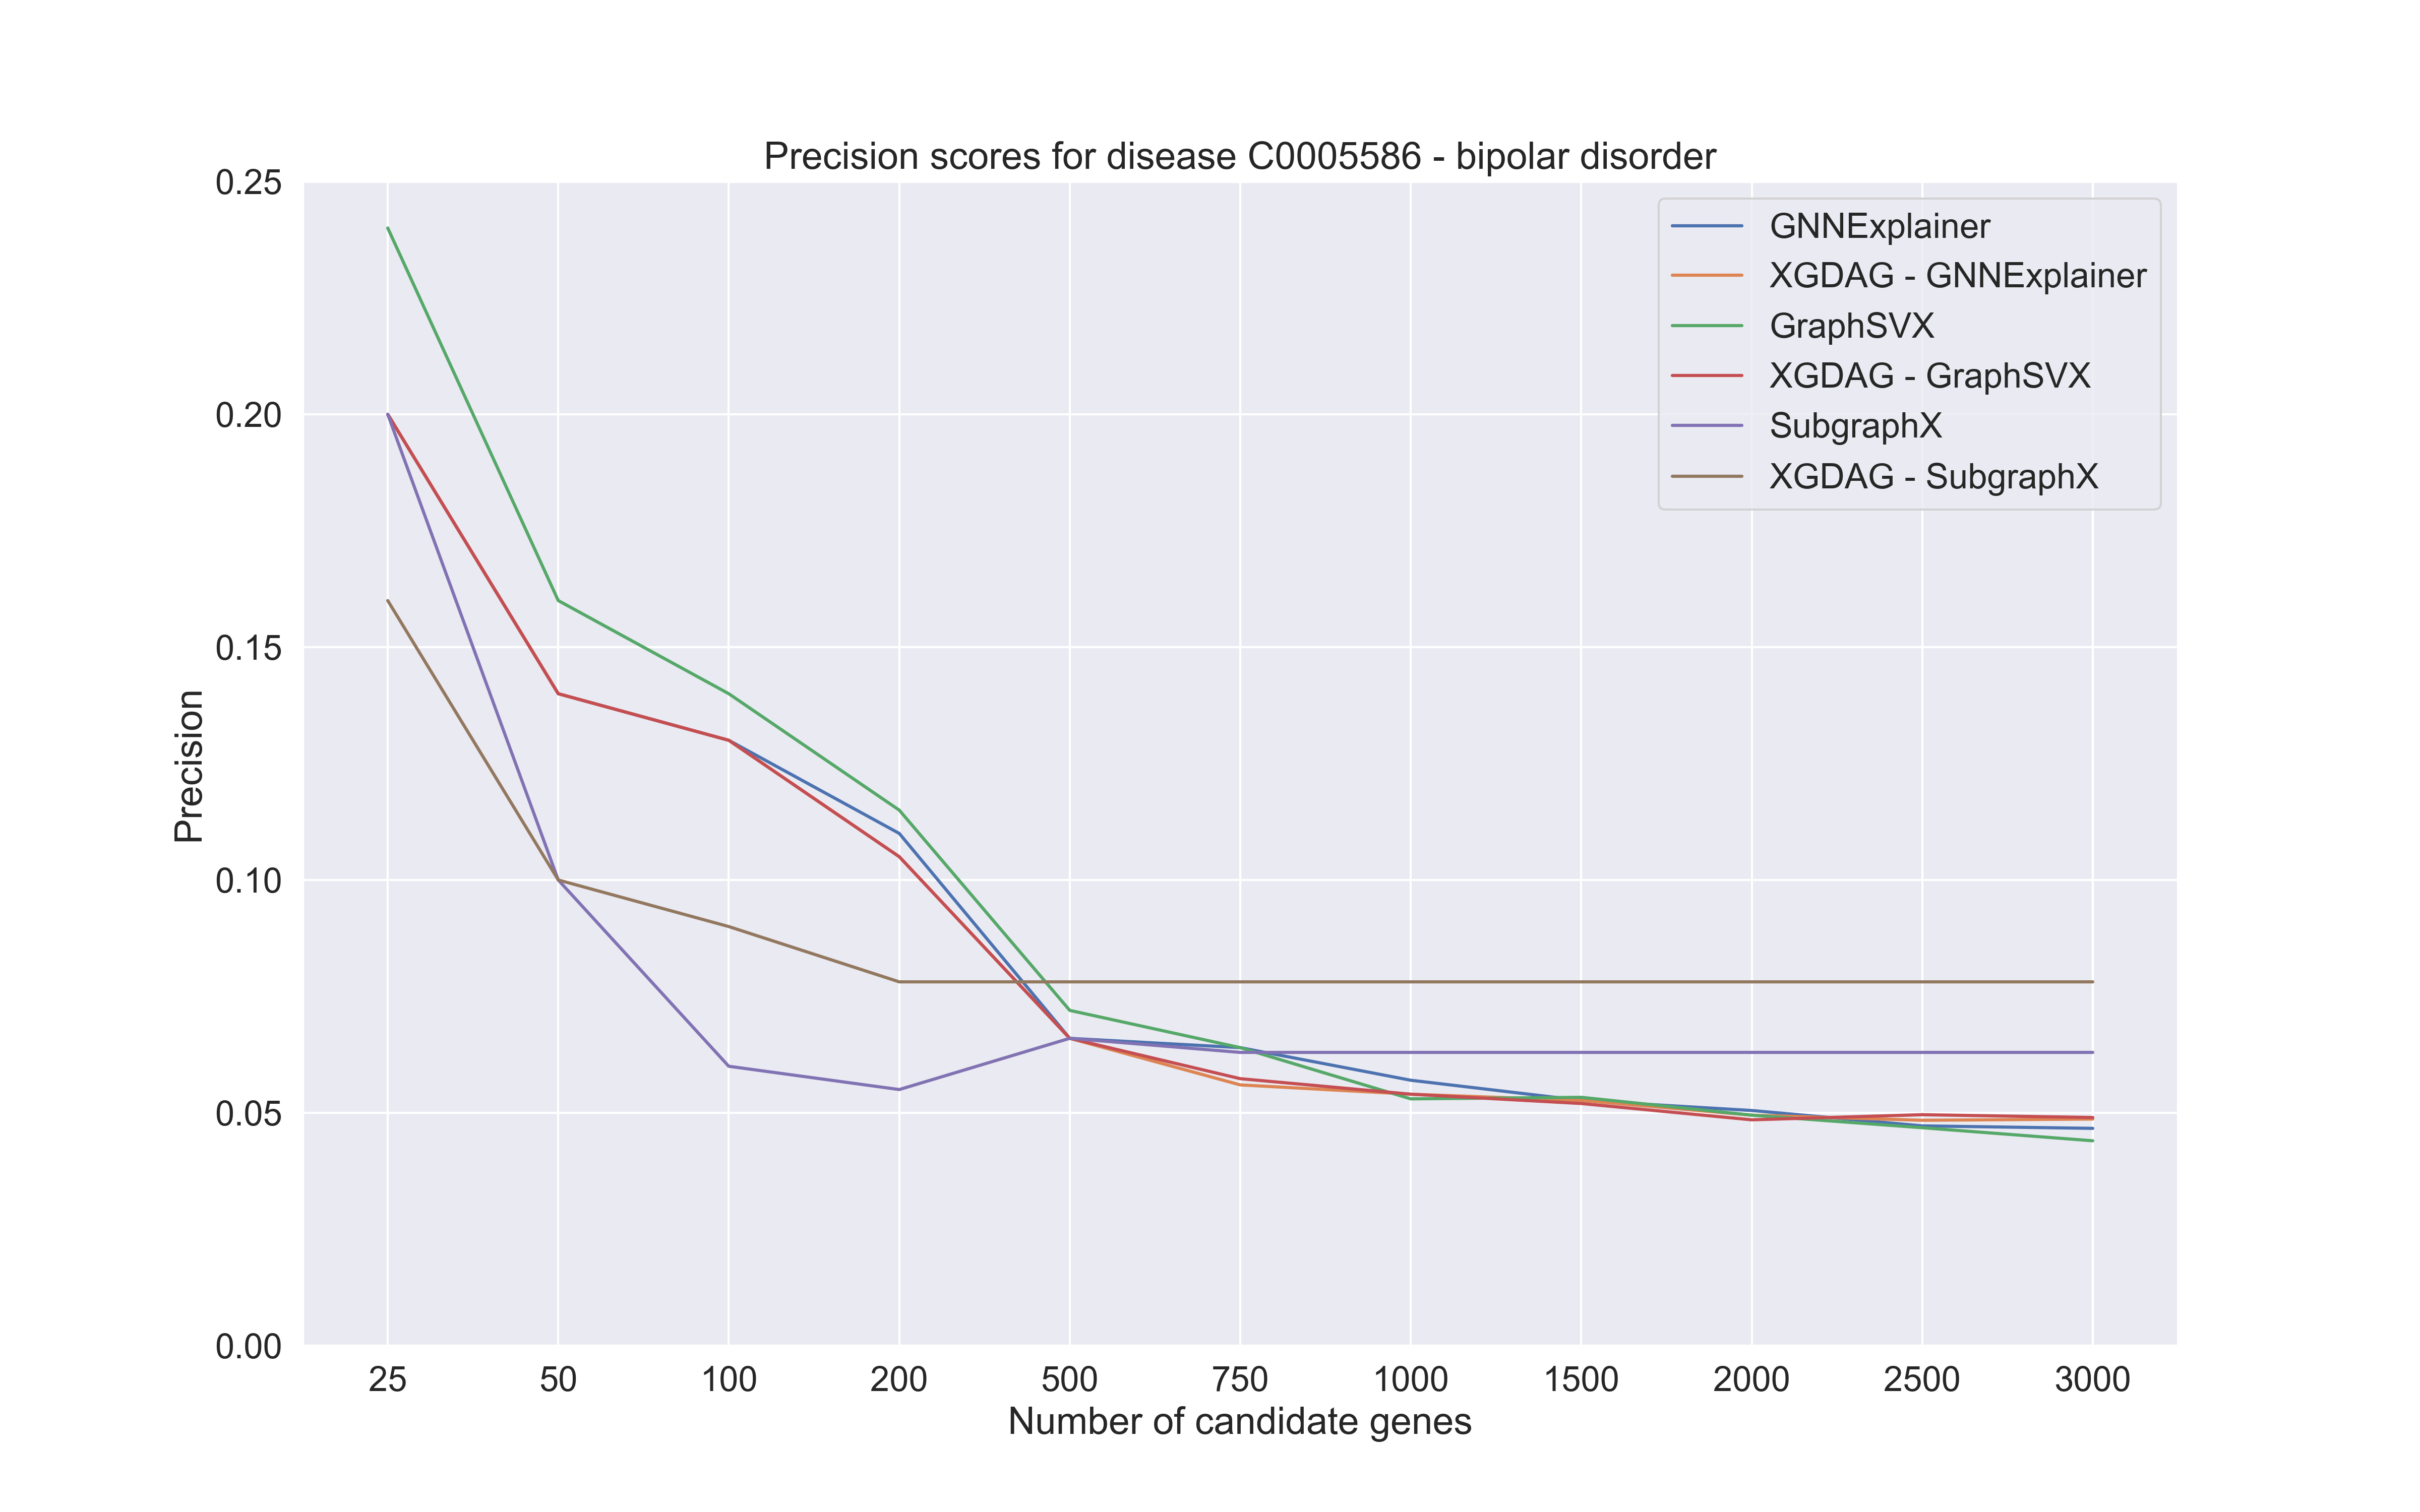 Precision scores for disease C0005586 - bipolar disorder
0.25
0.20
0.15
0.10
0.05
0.00
Precision
GNNExplainer
XGDAG - GNNExplainer
GraphSVX
XGDAG - GraphSVX
SubgraphX
XGDAG - SubgraphX
25 50 100 200 500 750 1000 1500 2000 2500 3000
Number of candidate genes